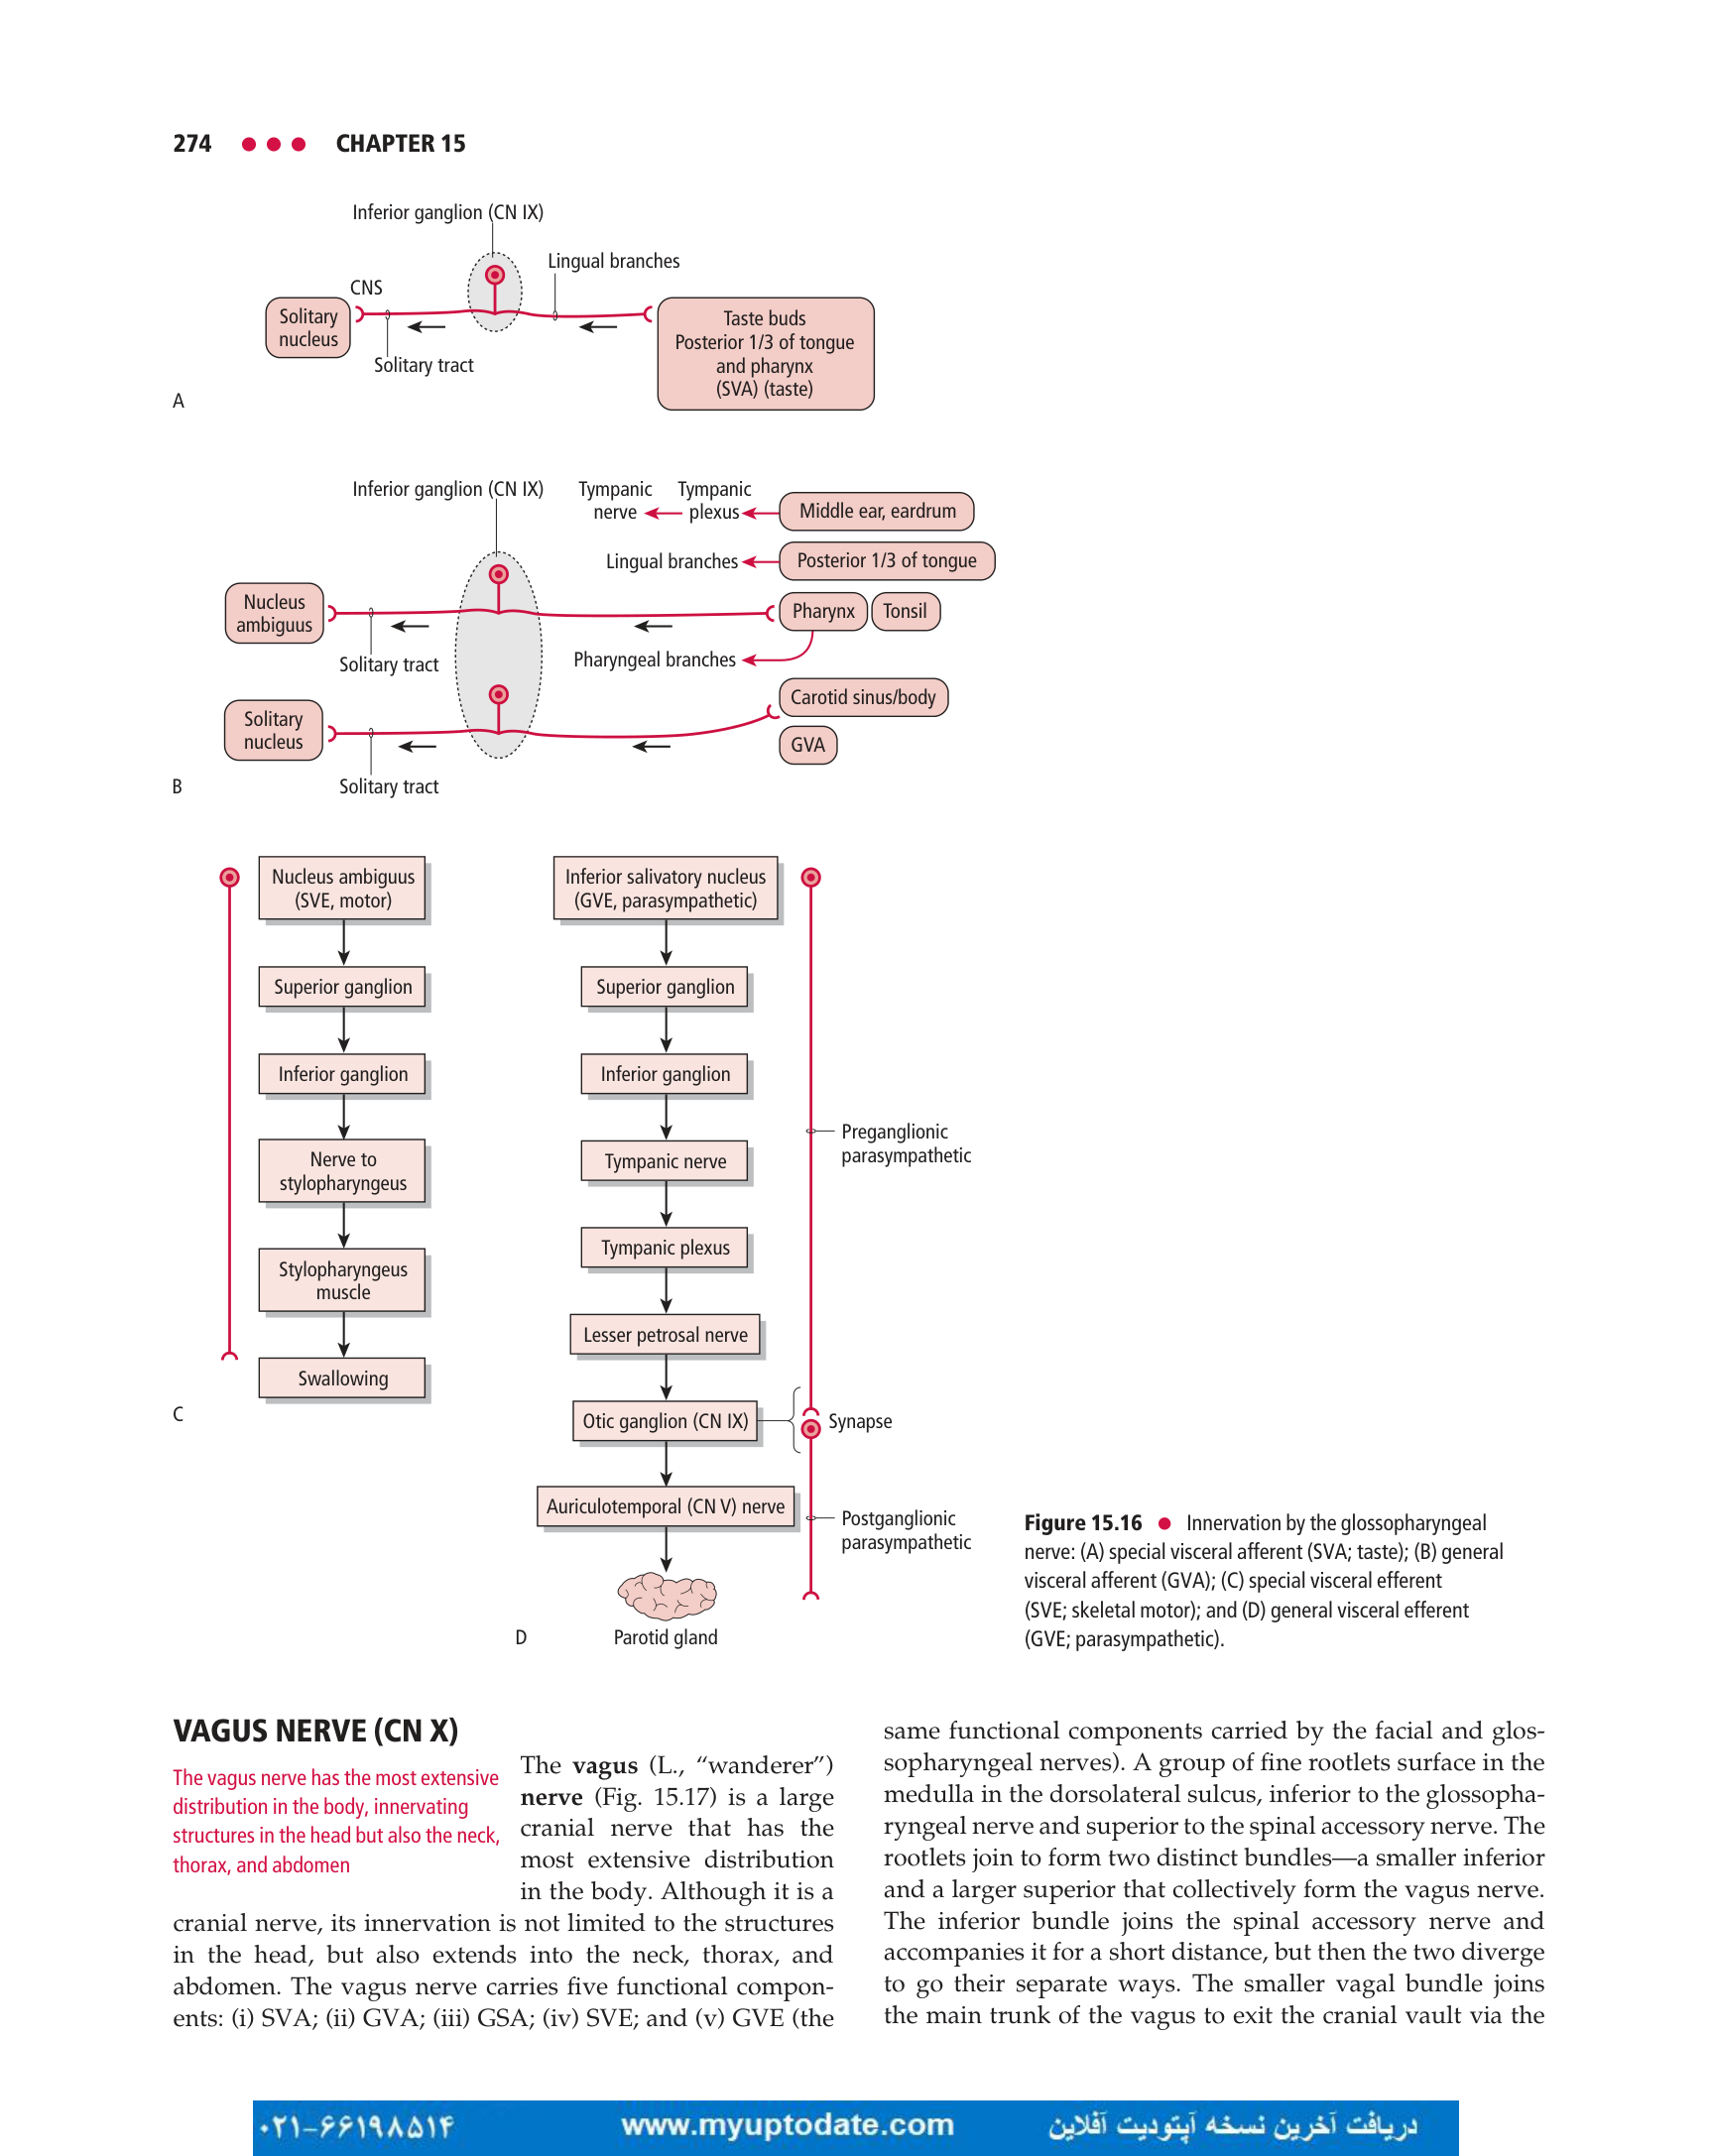 274 ●●● CHAPTER 15
Inferior ganglion (CN IX)
Lingual branches
CNS
Solitary
nucleus
Solitary tract
Taste buds
Posterior 1/3 of tongue
and pharynx
(SVA) (taste)
A
Inferior ganglion (CN IX)
Tympanic
nerve
Tympanic
plexus
Middle ear, eardrum
Lingual branches
Posterior 1/3 of tongue
Nucleus
ambiguus
Pharynx
Tonsil
Solitary tract
Pharyngeal branches
Carotid sinus/body
Solitary
nucleus
GVA
Solitary tract
B
Nucleus ambiguus
(SVE, motor)
Superior ganglion
Inferior ganglion
Nerve to
stylopharyngeus
Stylopharyngeus
muscle
Swallowing
C
Inferior salivatory nucleus
(GVE, parasympathetic)
Superior ganglion
Inferior ganglion
Tympanic nerve
Tympanic plexus
Lesser petrosal nerve
Otic ganglion (CN IX)
Auriculotemporal (CN V) nerve
Parotid gland
Preganglionic
parasympathetic
Synapse
Postganglionic
parasympathetic
D
Figure 15.16 ● Innervation by the glossopharyngeal
nerve: (A) special visceral afferent (SVA; taste); (B) general
visceral afferent (GVA); (C) special visceral efferent
(SVE; skeletal motor); and (D) general visceral efferent
(GVE; parasympathetic).
VAGUS NERVE (CN X)
The vagus nerve has the most extensive
distribution in the body, innervating
structures in the head but also the neck,
thorax, and abdomen
The vagus (L., “wanderer”)
nerve (Fig. 15.17) is a large
cranial nerve that has the
most extensive distribution
in the body. Although it is a
cranial nerve, its innervation is not limited to the structures
in the head, but also extends into the neck, thorax, and
abdomen. The vagus nerve carries five functional compon-
ents: (i) SVA; (ii) GVA; (iii) GSA; (iv) SVE; and (v) GVE (the
same functional components carried by the facial and glos-
sopharyngeal nerves). A group of fine rootlets surface in the
medulla in the dorsolateral sulcus, inferior to the glossopha-
ryngeal nerve and superior to the spinal accessory nerve. The
rootlets join to form two distinct bundles—a smaller inferior
and a larger superior that collectively form the vagus nerve.
The inferior bundle joins the spinal accessory nerve and
accompanies it for a short distance, but then the two diverge
to go their separate ways. The smaller vagal bundle joins
the main trunk of the vagus to exit the cranial vault via the
۰۲۱-۶۶۱۹۸۵۱۴
www.myuptodate.com
دریافت آخرین نسخه آپتودیت آفلاین